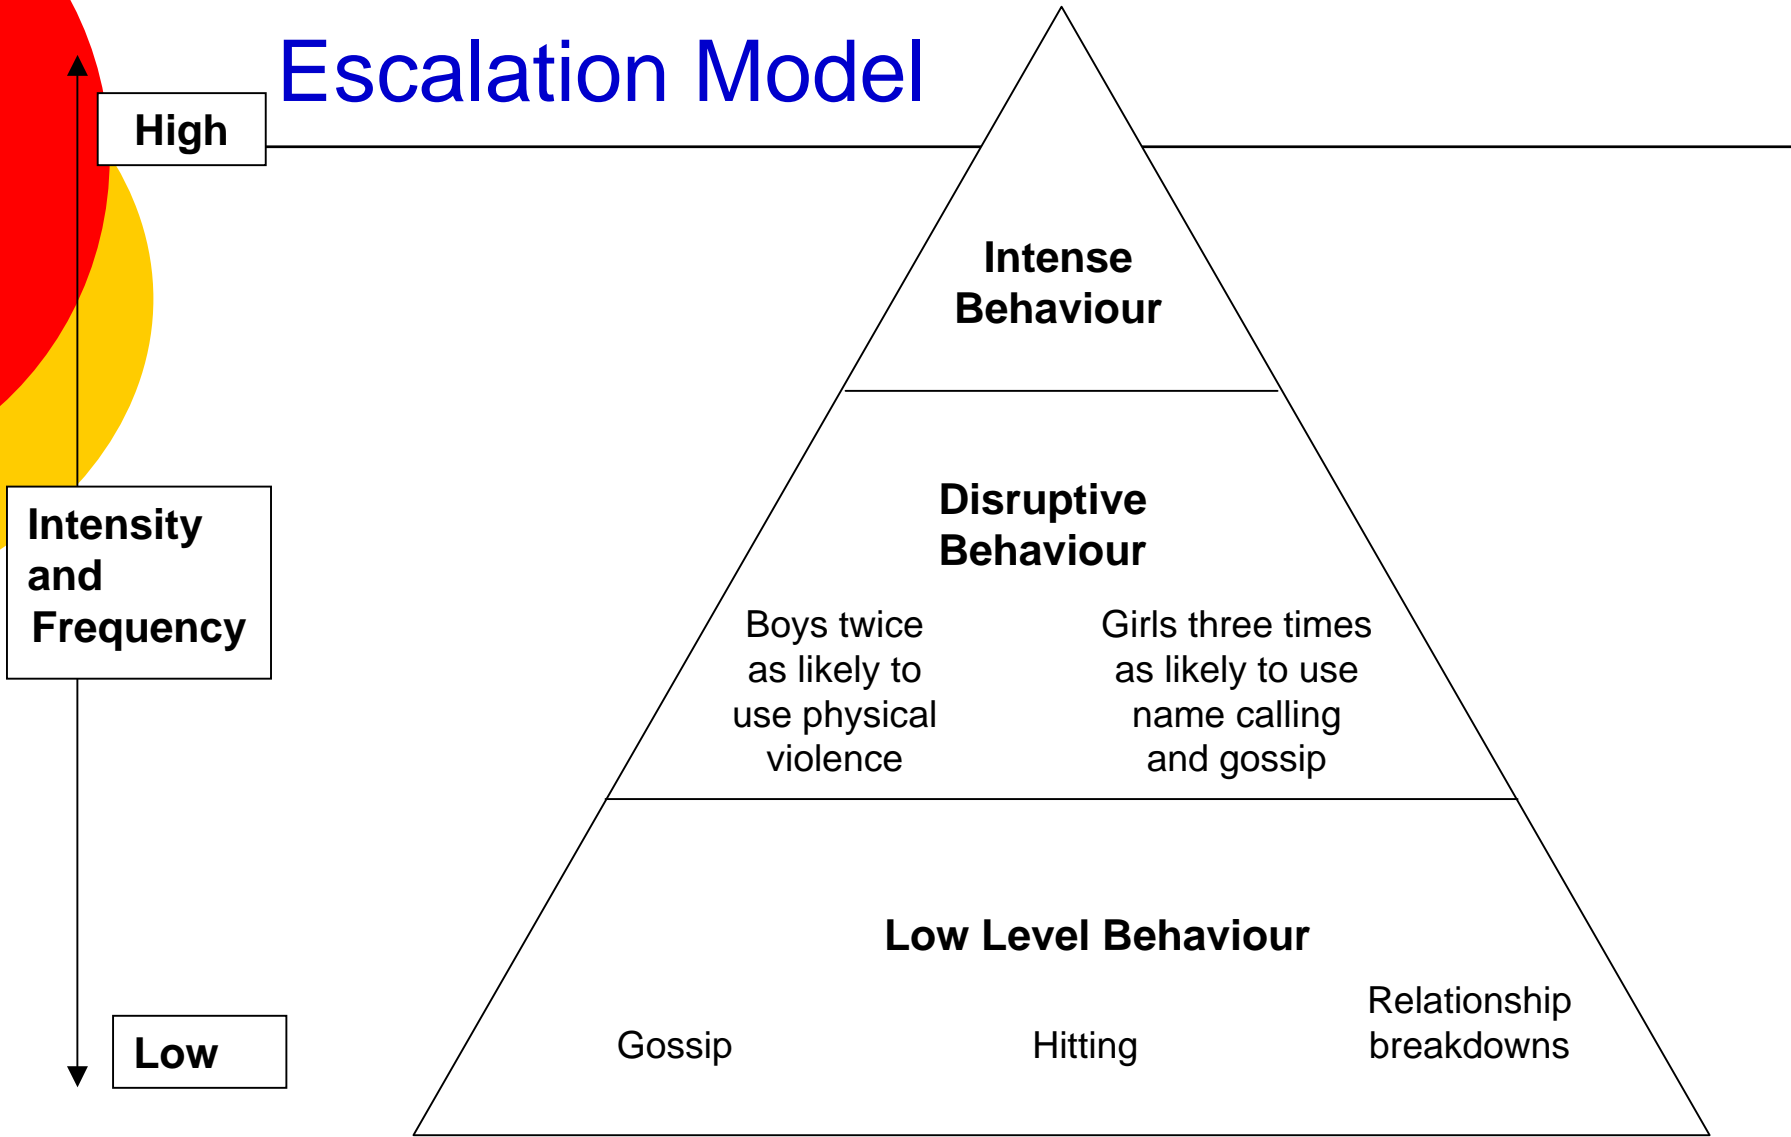 Escalation Model
High
Intense
Behaviour
Intensity
and
Frequency
Disruptive
Behaviour
Boys twice
as likely to
use physical
violence
Girls three times
as likely to use
name calling
and gossip
Low Level Behaviour
Gossip
Hitting
Relationship
breakdowns
Low